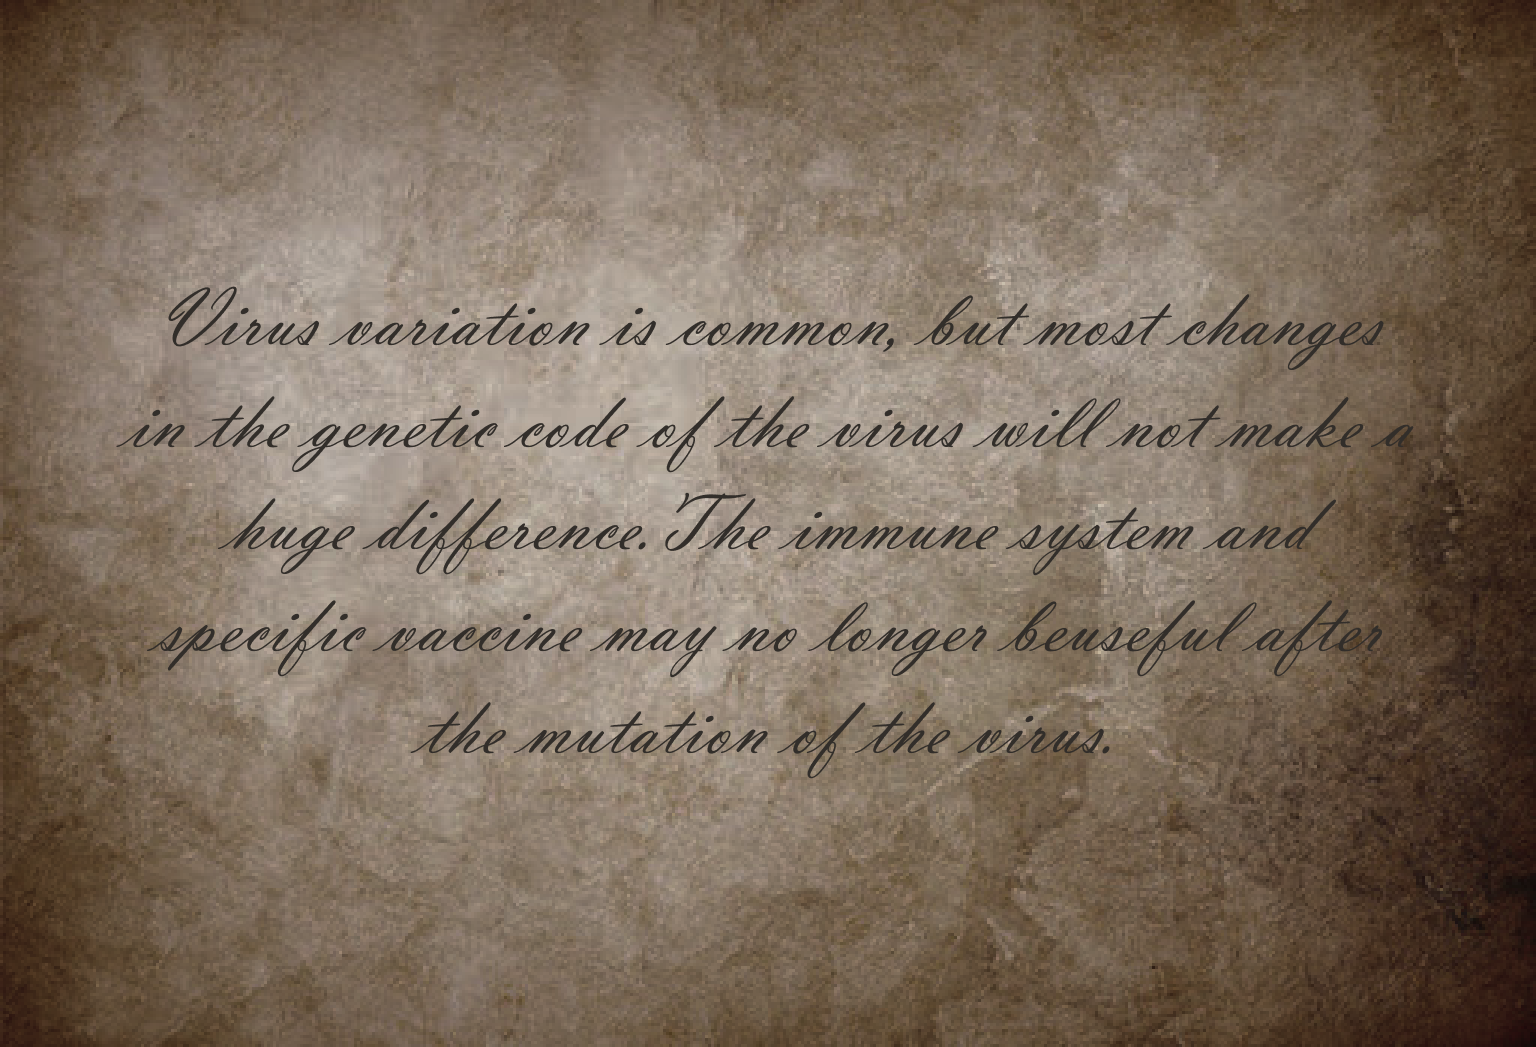 Virus variation is common, but most changes
in the genetic code of the virus will not make a
huge difference. The immune system and
specific vaccine may no longer beuseful after
the mutation of the virus.